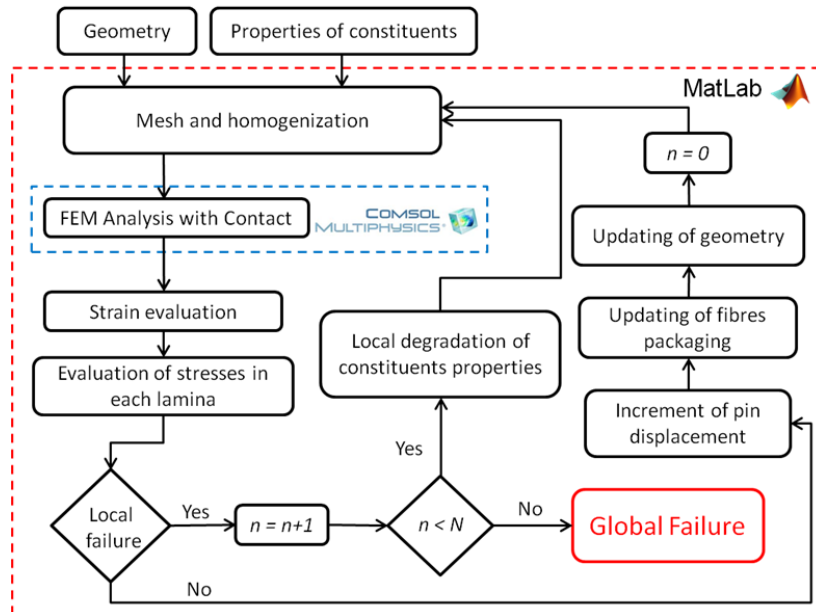 Geometry
Properties of constituents
MatLab
Mesh and homogenization
n = 0
FEM Analysis with Contact
COMSOL
MULTIPHYSICS®
Updating of geometry
Strain evaluation
Local degradation of
constituents properties
Updating of fibres
packaging
Evaluation of stresses in
each lamina
Increment of pin
displacement
Yes
Local
failure
Yes
n = n+1
n < N
No
Global Failure
No